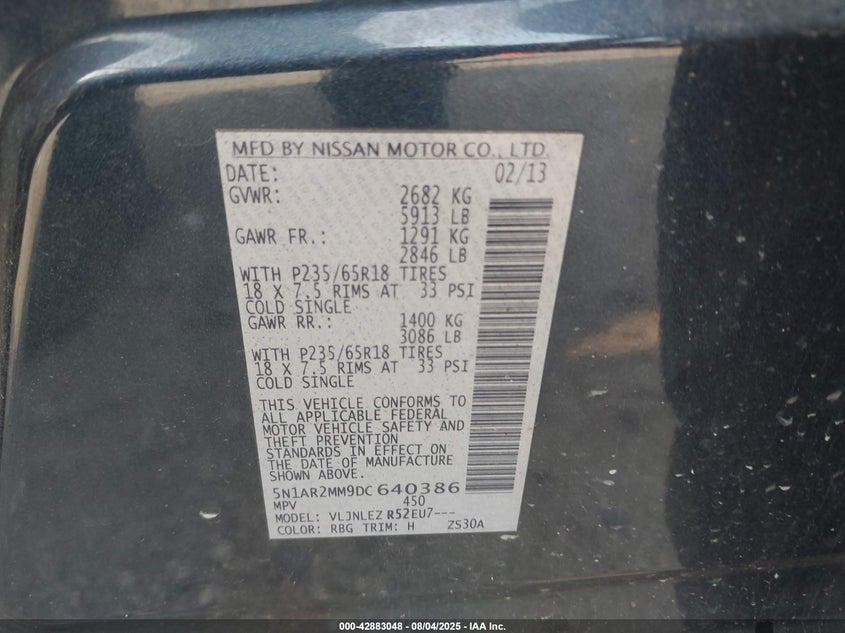 MFD BY NISSAN MOTOR CO., LTD.
DATE: 02/13
GVWR: 2682 KG
5913 LB
GAWR FR.: 1291 KG
2846 LB
WITH P235/65R18 TIRES
18 X 7.5 RIMS AT 33 PSI
COLD SINGLE
GAWR RR.: 1400 KG
3086 LB
WITH P235/65R18 TIRES
18 X 7.5 RIMS AT 33 PSI
COLD SINGLE
THIS VEHICLE CONFORMS TO
ALL APPLICABLE FEDERAL
MOTOR VEHICLE SAFETY AND
THEFT PREVENTION
STANDARDS IN EFFECT ON
THE DATE OF MANUFACTURE
SHOWN ABOVE.
5N1AR2MM9DC640386
MPV 450
MODEL: VLJNLEZ R52EU7---
COLOR: RBG TRIM: H ZS30A
000-42883048 - 08/04/2025 - IAA Inc.